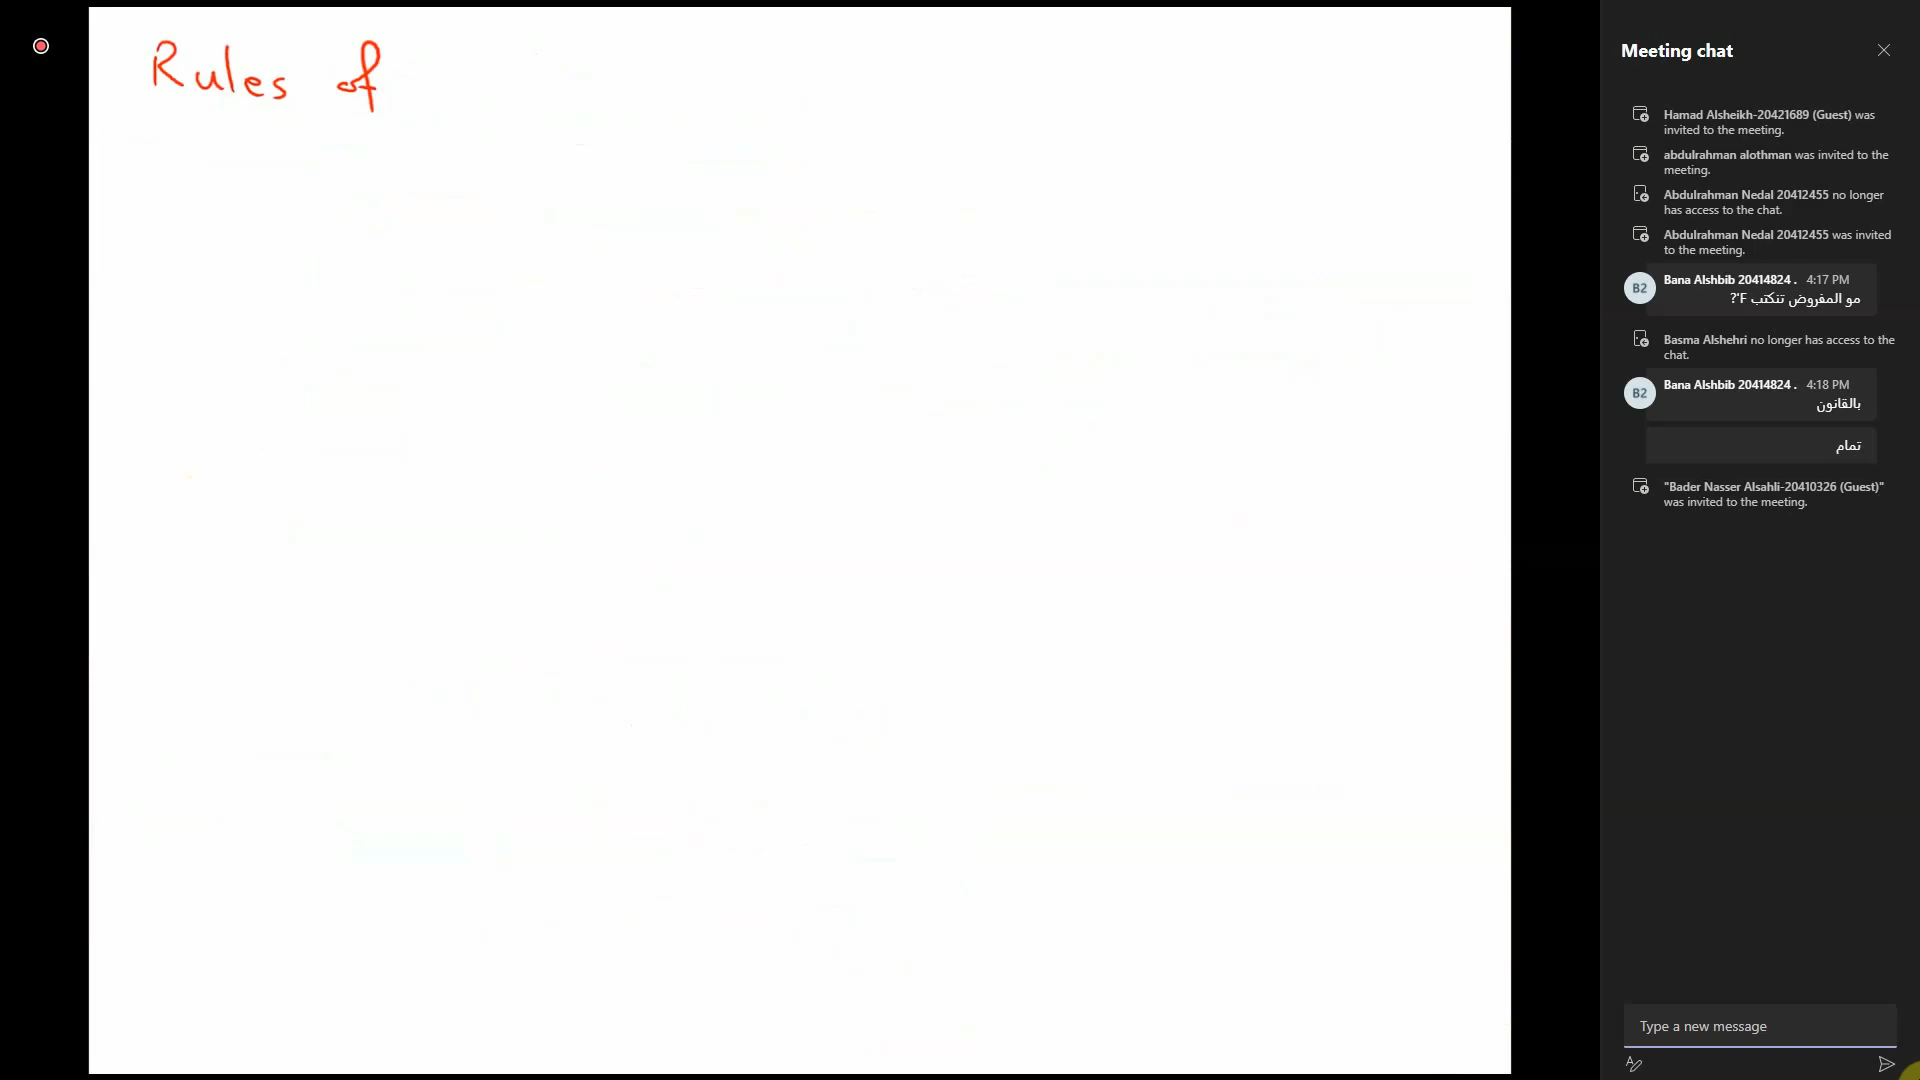 Rules of
Meeting chat
Hamad Alsheikh-20421689 (Guest) was
invited to the meeting.
abdulrahman alothman was invited to the
meeting.
Abdulrahman Nedal 20412455 no longer
has access to the chat.
Abdulrahman Nedal 20412455 was invited
to the meeting.
B2
Bana Alshbib 20414824 . 4:17 PM
مو المفروض تنكتب F'?
Basma Alshehri no longer has access to the
chat.
B2
Bana Alshbib 20414824 . 4:18 PM
بالقانون
تمام
"Bader Nasser Alsahli-20410326 (Guest)"
was invited to the meeting.
Type a new message